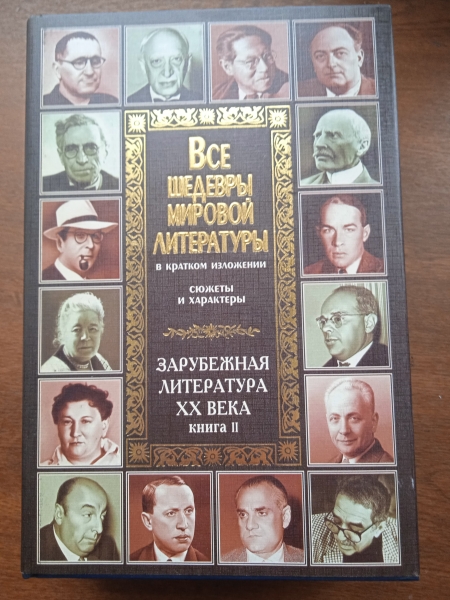 Все
шедевры
мировой
литературы
в кратком изложении
сюжеты
и характеры
ЗАРУБЕЖНАЯ
ЛИТЕРАТУРА
XX ВЕКА
книга II